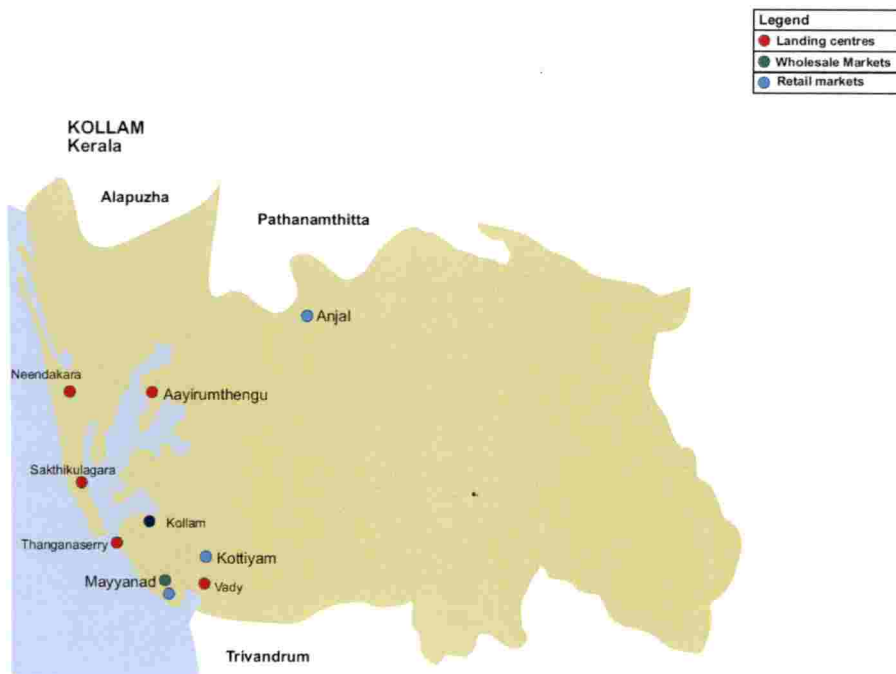 Legend
Landing centres
Wholesale Markets
Retail markets
KOLLAM
Kerala
Alapuzha
Pathanamthitta
Anjal
Neendakara
Aayirumthengu
Sakthikulagara
Kollam
Thanganaserry
Kottiyam
Mayyanad
Vady
Trivandrum